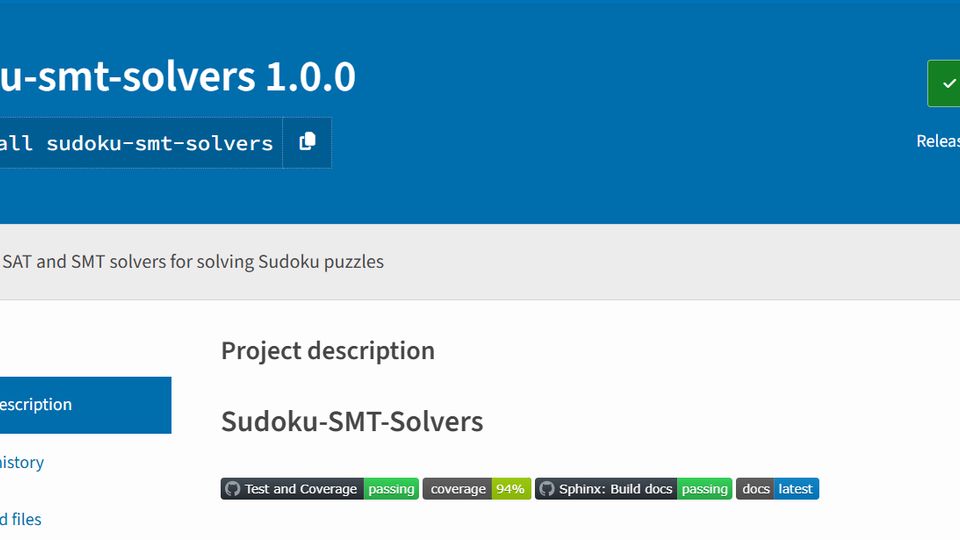 u-smt-solvers 1.0.0
all sudoku-smt-solvers
Releas
SAT and SMT solvers for solving Sudoku puzzles
Project description
escription
Sudoku-SMT-Solvers
history
Test and Coverage passing coverage 94% Sphinx: Build docs passing docs latest
d files